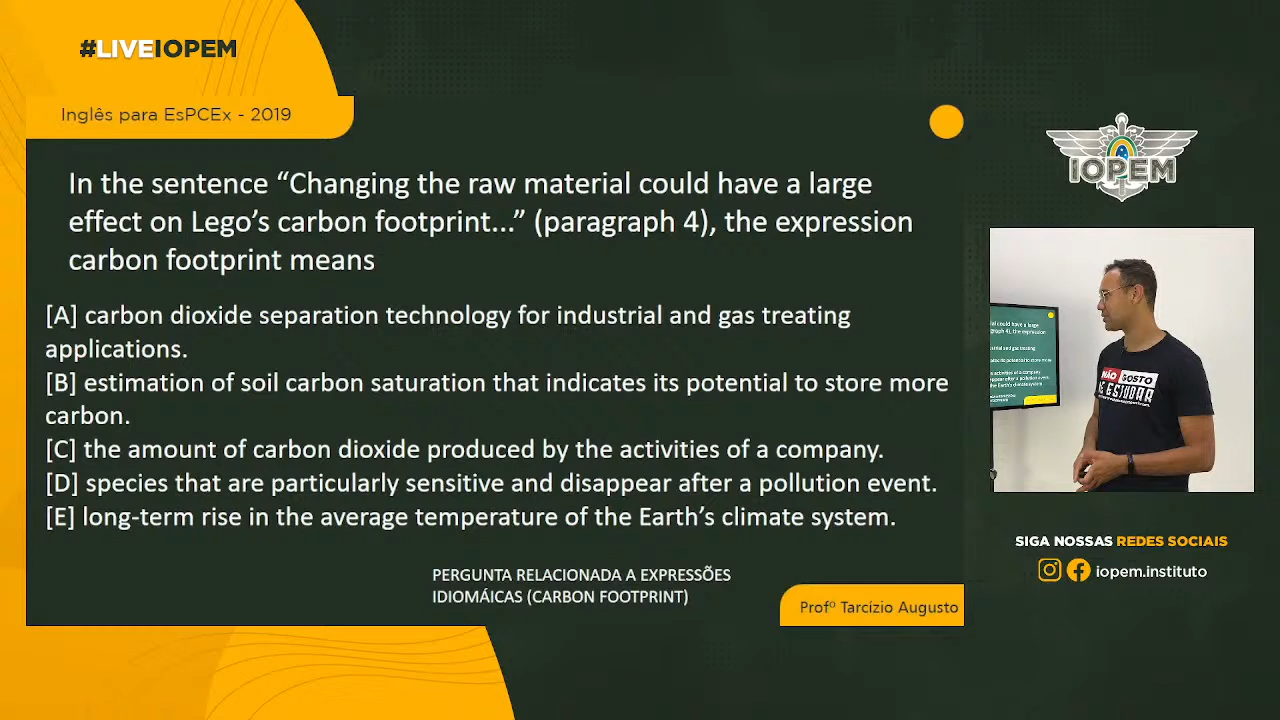 #LIVEIOPEM
Inglês para EsPCEx - 2019
In the sentence “Changing the raw material could have a large
effect on Lego’s carbon footprint...” (paragraph 4), the expression
carbon footprint means
[A] carbon dioxide separation technology for industrial and gas treating
applications.
[B] estimation of soil carbon saturation that indicates its potential to store more
carbon.
[C] the amount of carbon dioxide produced by the activities of a company.
[D] species that are particularly sensitive and disappear after a pollution event.
[E] long-term rise in the average temperature of the Earth’s climate system.
PERGUNTA RELACIONADA A EXPRESSÕES
IDIOMÁICAS (CARBON FOOTPRINT)
Profº Tarcízio Augusto
IOPEM
NÃO GOSTO
DE ESTUDAR
SIGA NOSSAS REDES SOCIAIS
iopem.instituto